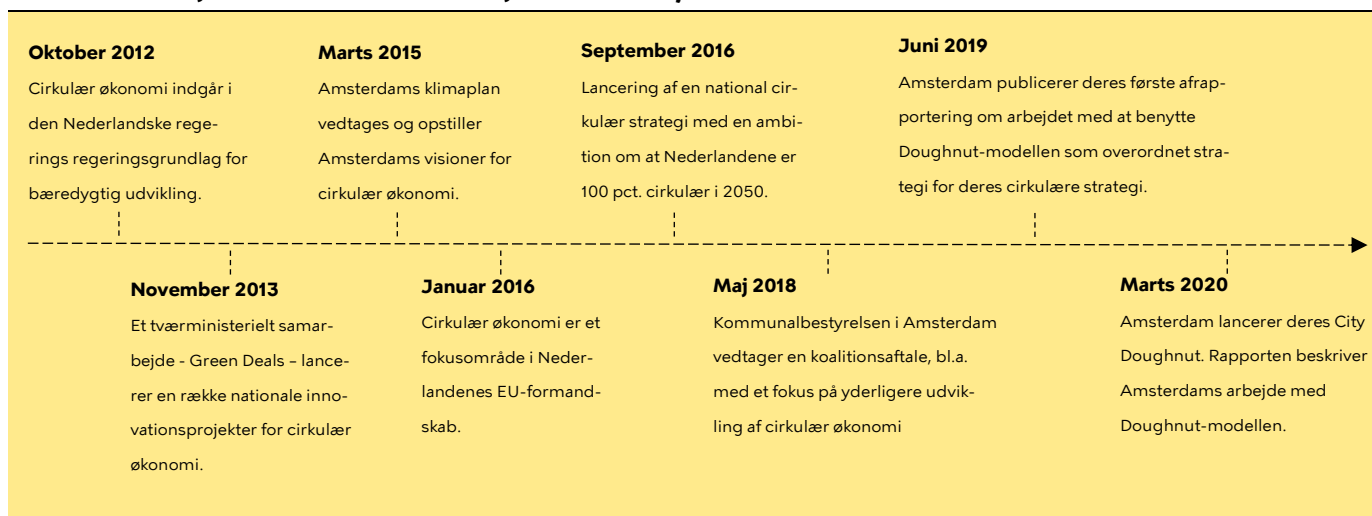 Oktober 2012
Cirkulær økonomi indgår i
den Nederlandske rege-
rings regeringsgrundlag for
bæredygtig udvikling.
Marts 2015
Amsterdams klimaplan
vedtages og opstiller
Amsterdams visioner for
cirkulær økonomi.
September 2016
Lancering af en national cir-
kulær strategi med en ambi-
tion om at Nederlandene er
100 pct. cirkulær i 2050.
Juni 2019
Amsterdam publicerer deres første afrap-
portering om arbejdet med at benytte
Doughnut-modellen som overordnet stra-
tegi for deres cirkulære strategi.
November 2013
Et tværministerielt samar-
bejde - Green Deals – lance-
rer en række nationale inno-
vationsprojekter for cirkulær
økonomi.
Januar 2016
Cirkulær økonomi er et
fokusområde i Neder-
landenes EU-formand-
skab.
Maj 2018
Kommunalbestyrelsen i Amsterdam
vedtager en koalitionsaftale, bl.a.
med et fokus på yderligere udvik-
ling af cirkulær økonomi
Marts 2020
Amsterdam lancerer deres City
Doughnut. Rapporten beskriver
Amsterdams arbejde med
Doughnut-modellen.